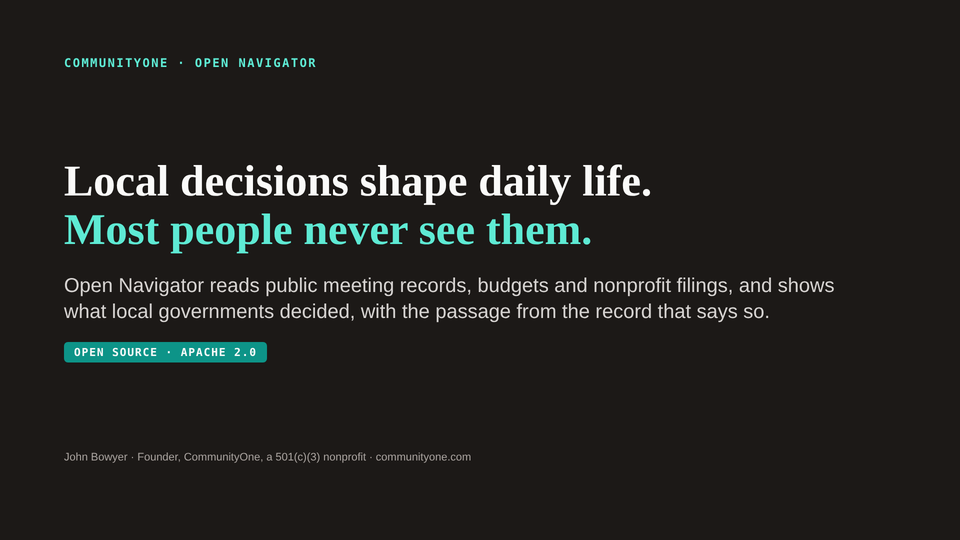 COMMUNITYONE · OPEN NAVIGATOR
Local decisions shape daily life.
Most people never see them.
Open Navigator reads public meeting records, budgets and nonprofit filings, and shows
what local governments decided, with the passage from the record that says so.
OPEN SOURCE · APACHE 2.0
John Bowyer · Founder, CommunityOne, a 501(c)(3) nonprofit · communityone.com